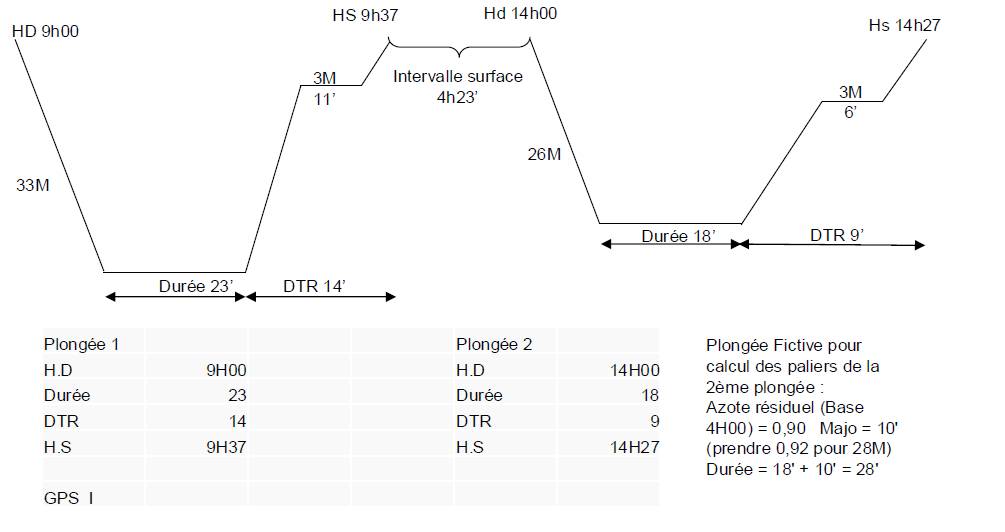 HD 9h00
HS 9h37
Hd 14h00
Hs 14h27
3M
11’
Intervalle surface
4h23’
3M
6’
33M
26M
Durée 18’
DTR 9’
Durée 23’
DTR 14’
Plongée 1
H.D 9H00
Durée 23
DTR 14
H.S 9H37
GPS I
Plongée 2
H.D 14H00
Durée 18
DTR 9
H.S 14H27
Plongée Fictive pour
calcul des paliers de la
2ème plongée :
Azote résiduel (Base
4H00) = 0,90 Majo = 10'
(prendre 0,92 pour 28M)
Durée = 18' + 10' = 28'